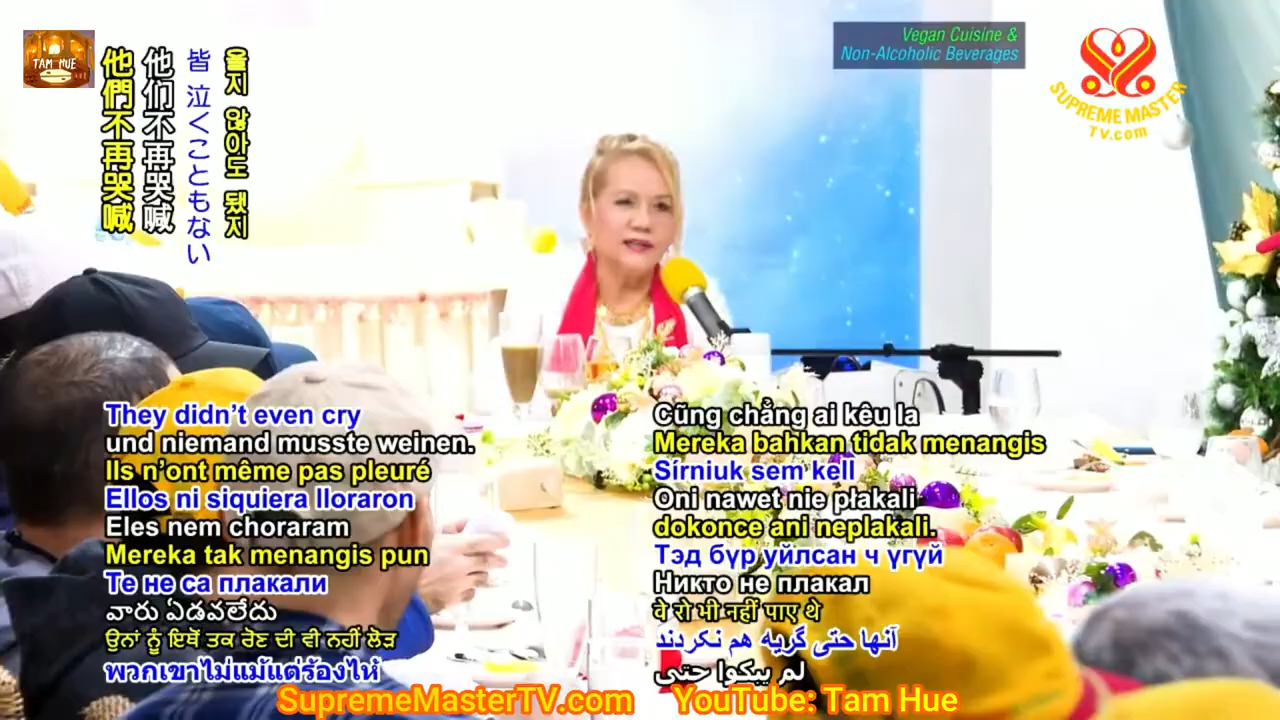 TAM HUE
他們不再哭喊
他们不再哭喊
皆 泣くこともない
울지 않아도 됐지
Vegan Cuisine &
Non-Alcoholic Beverages
SUPREME MASTER
TV.com
They didn't even cry
und niemand musste weinen.
Ils n'ont même pas pleuré
Ellos ni siquiera lloraron
Eles nem choraram
Mereka tak menangis pun
Те не са плакали
వారు ఏడవలేదు
ਉਨਾਂ ਨੂੰ ਇਥੋਂ ਤਕ ਰੋਣ ਦੀ ਵੀ ਨਹੀਂ ਲੋੜ
พวกเขาไม่แม้แต่ร้องไห้
Cũng chẳng ai kêu la
Mereka bahkan tidak menangis
Sírniuk sem kell
Oni nawet nie płakali
dokonce ani neplakali.
Тэд бүр уйлсан ч үгүй
Никто не плакал
वे रो भी नहीं पाए थे
آنها حتی گریه هم نکردند
لم يبكوا حتى
SupremeMasterTV.com YouTube: Tam Hue